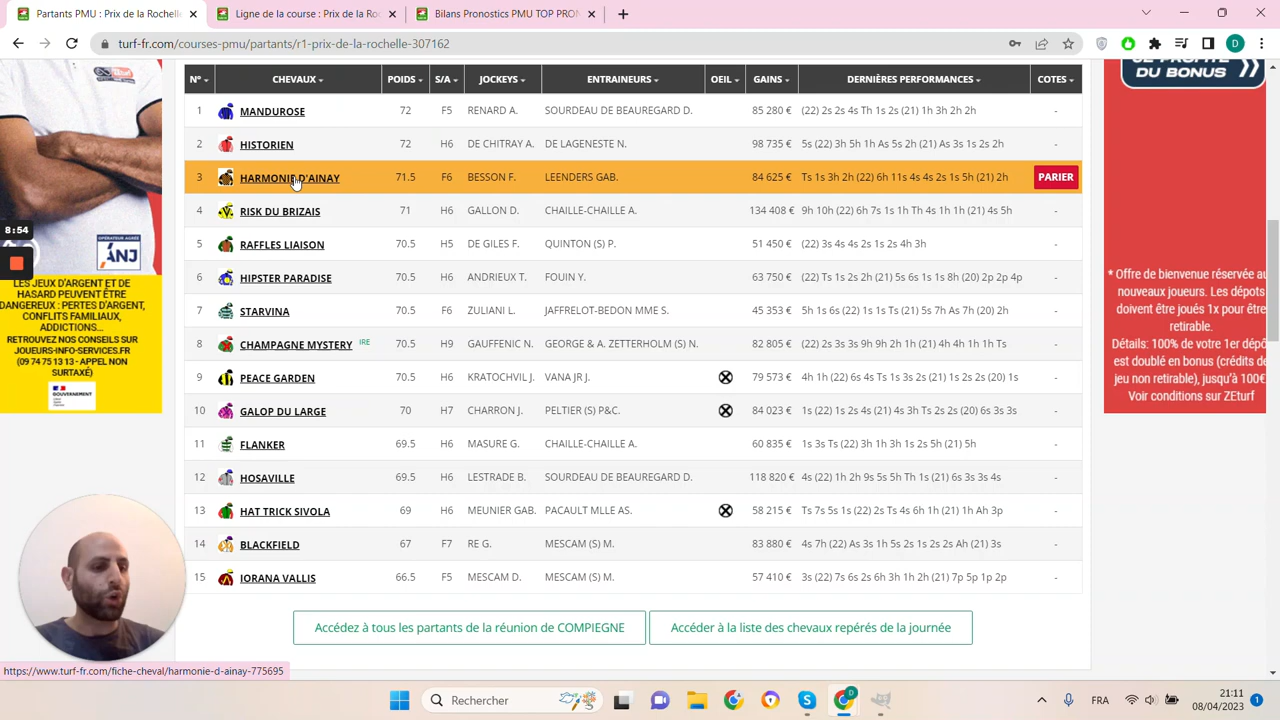 Partants PMU : Tiercé
Ligne de course : R1 - Prix de
Bilans Pronostics PMU TOP PRON
turf-fr.com/courses-pmu/partants/r1-prix-de-la-rochelle-307162
D
N° CHEVAUX POIDS S/A JOCKEYS ENTRAINEURS OEIL GAINS DERNIÈRES PERFORMANCES COTES
1 MANDUROSE 72 F5 RENARD A. SOURDEAU DE BEAUREGARD D. 85 280 € (22) 2s 2s 4s Th 1s 2s (21) 1h 3h 2h 2h -
2 HISTORIEN 72 H6 DE CHITRAY A. DE LAGENESTE N. 98 735 € 5s (22) 3h 5h 1h As 5s 2h (21) As 3s 1s 2s 2h -
3 HARMONIE D'AINAY 71.5 F6 BESSON F. LEENDERS GAB. 84 625 € Ts 1s 3h 2h (22) 6h 11s 4s 4s 2s 1s 5h (21) 2h PARIER
4 RISK DU BRIZAIS 71 H6 GALLON D. CHAILLE-CHAILLE A. 134 408 € 9h 10h (22) 6h 7s 1s 1h Th 4s 1h 1h (21) 4s 5h -
5 RAFFLES LIAISON 70.5 H5 DE GILES F. QUINTON (S) P. 51 450 € (22) 3s 4s 4s 2s 1s 2s 4h 3h -
6 HIPSTER PARADISE 70.5 H6 ANDRIEUX T. FOUIN Y. 63 720 € (22) Ts 1s 2s 2h (21) 5s 6s 1s 1s 8h (20) 2p 2p 4p -
7 STARVINA 70.5 F6 ZULIANI L. JAFFRELOT-BEDON MME S. 45 353 € 5h 1s 6s (22) 1s 1s Ts (21) 5s 7h As 7h (20) 2h -
8 CHAMPAGNE MYSTERY IRE 70.5 H9 GAUFFENIC N. GEORGE & A. ZETTERHOLM (S) N. 82 805 € (22) 2s 3s 3s 9h 9h 2h 1h (21) 4h 4h 1h 1h Ts -
9 PEACE GARDEN 70.5 H6 KRATOCHVIL J. VANA JR J. 79 573 € 4h 1h (22) 6s 4s Ts 1s 3s 2s (21) 1s 2s 2s (20) 1s -
10 GALOP DU LARGE 70 H7 CHARRON J. PELTIER (S) P&C. 84 023 € 1s (22) 1s 2s 4s (21) 4s 3h Ts 2s 2s (20) 6s 3s 3s -
11 FLANKER 69.5 H6 MASURE G. CHAILLE-CHAILLE A. 60 835 € 1s 3s Ts (22) 3h 1h 3h 1s 2s 5h (21) 5h -
12 HOSAVILLE 69.5 H6 LESTRADE B. SOURDEAU DE BEAUREGARD D. 118 820 € 4s (22) 1h 2h 9s 5s 5h Th 1s (21) 6s 3s 3s 4s -
13 HAT TRICK SIVOLA 69 H6 MEUNIER GAB. PACAULT MLLE AS. 58 215 € Ts 7s 5s 1s (22) 2s Ts 4s 6h 1h (21) 1h Ah 3p -
14 BLACKFIELD 67 F7 RE G. MESCAM (S) M. 83 880 € 4s 7h (22) As 3s 1h 5s 2s 1s 2s 2s Ah (21) 3s -
15 IORANA VALLIS 66.5 F5 MESCAM D. MESCAM (S) M. 57 410 € 3s (22) 7s 6s 2s 6h 3h 1h 2h (21) 7p 5p 1p 2p -
Accédez à tous les partants de la réunion de COMPIEGNE
Accéder à la liste des chevaux repérés de la journée
8:54
OPÉRATEUR AGRÉÉ
ANJ
LES JEUX D'ARGENT ET DE
HASARD PEUVENT ÊTRE
DANGEREUX : PERTES D'ARGENT,
CONFLITS FAMILIAUX,
ADDICTIONS...
RETROUVEZ NOS CONSEILS SUR
JOUEURS-INFO-SERVICES.FR
(09 74 75 13 13 - APPEL NON
SURTAXÉ)
GOUVERNEMENT
DU BONUS
* Offre de bienvenue réservée au
nouveaux joueurs. Les dépots
doivent être joués 1x pour être
retirable.
Détails: 100% de votre 1er dépô
est doublé en bonus (crédits de
jeu non retirable), jusqu'à 100€
Voir conditions sur ZEturf
https://www.turf-fr.com/fiche-cheval/harmonie-d-ainay-775695
Rechercher
D
FRA
21:11
08/04/2023
1